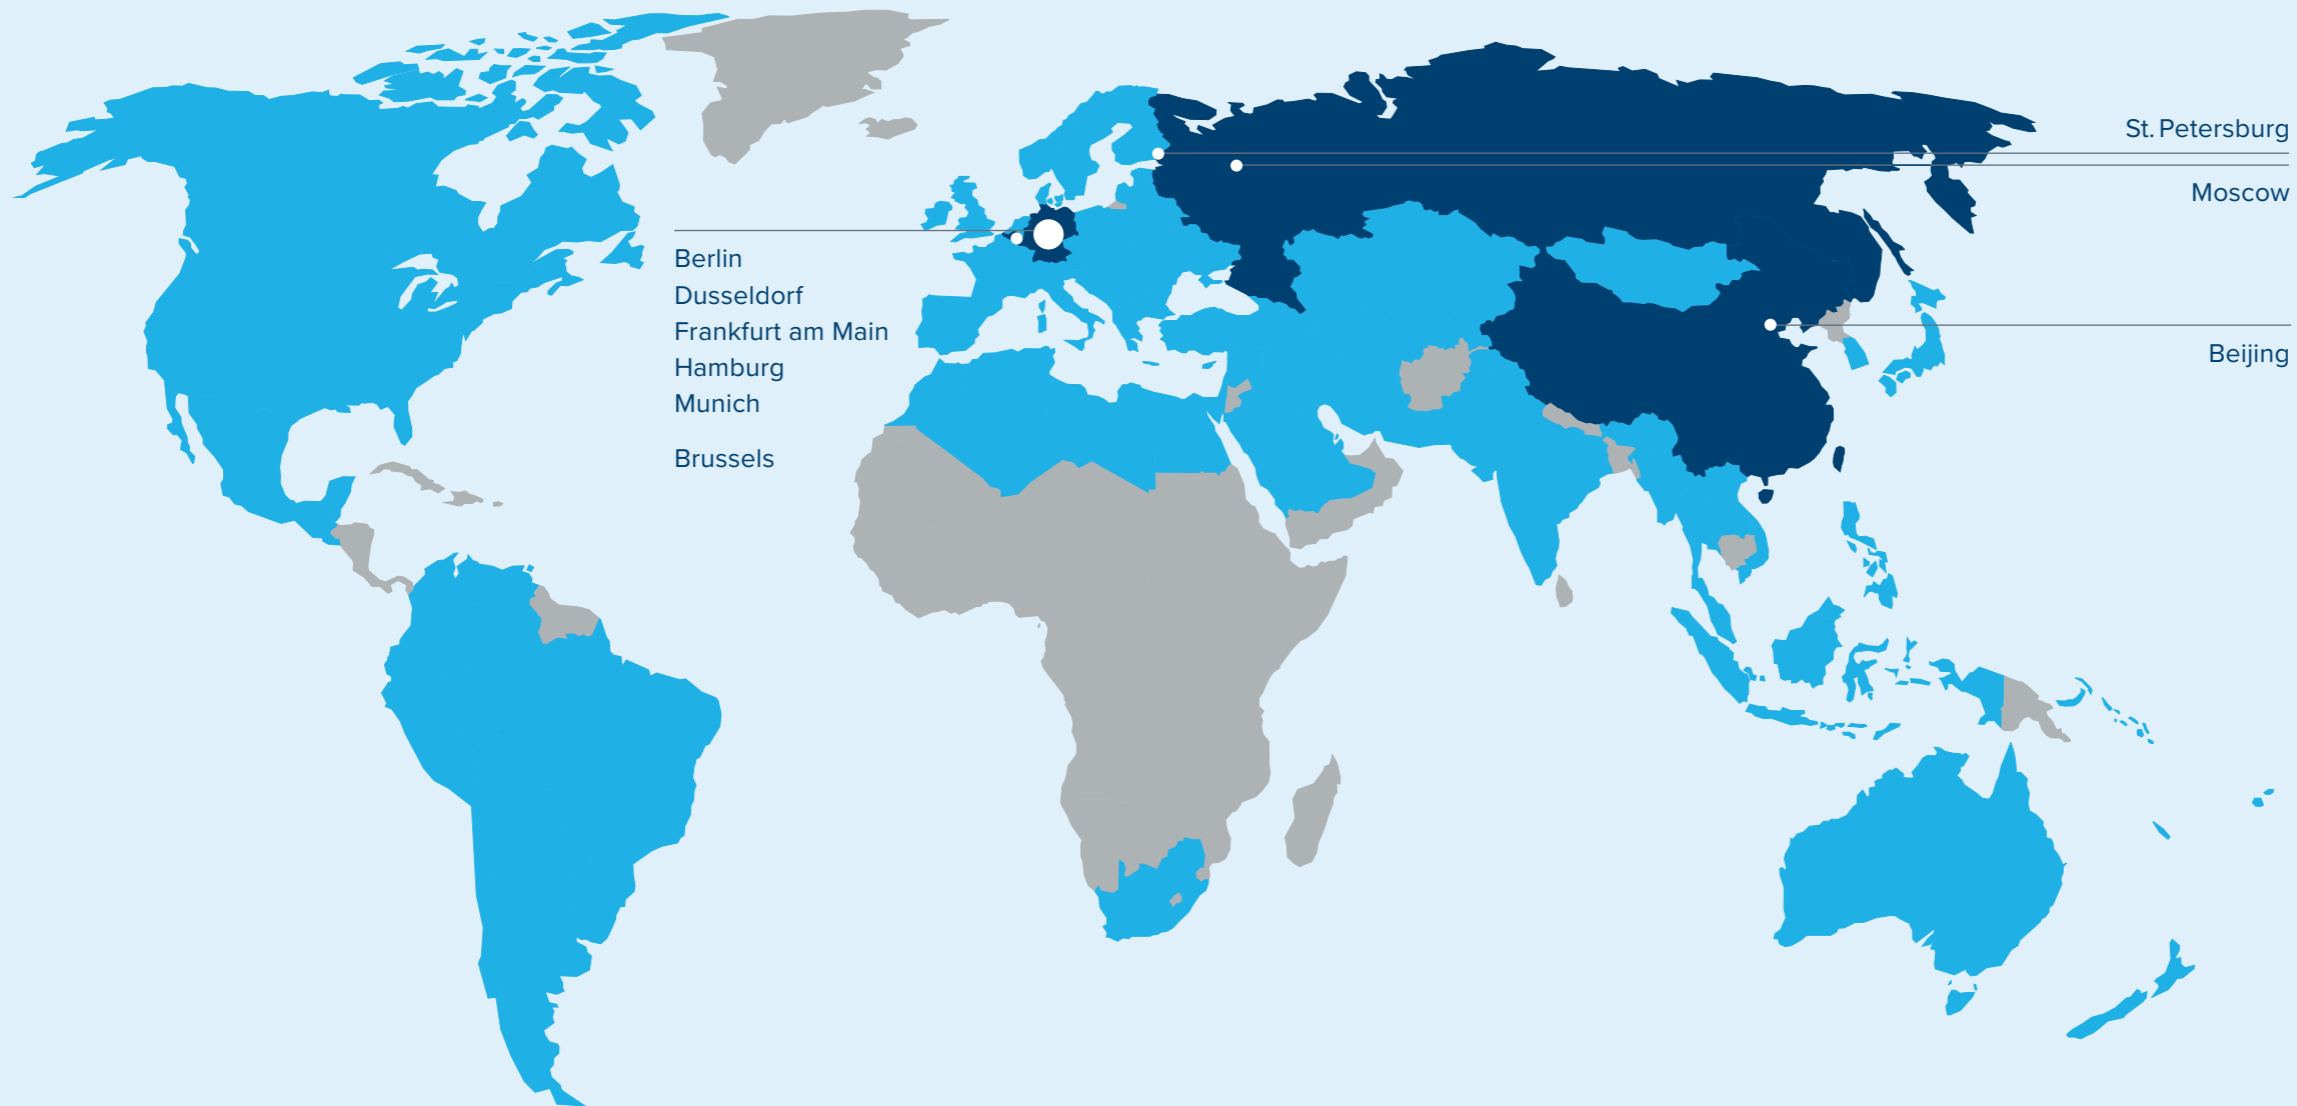 St. Petersburg
Moscow
Berlin
Dusseldorf
Frankfurt am Main
Hamburg
Munich
Brussels
Beijing